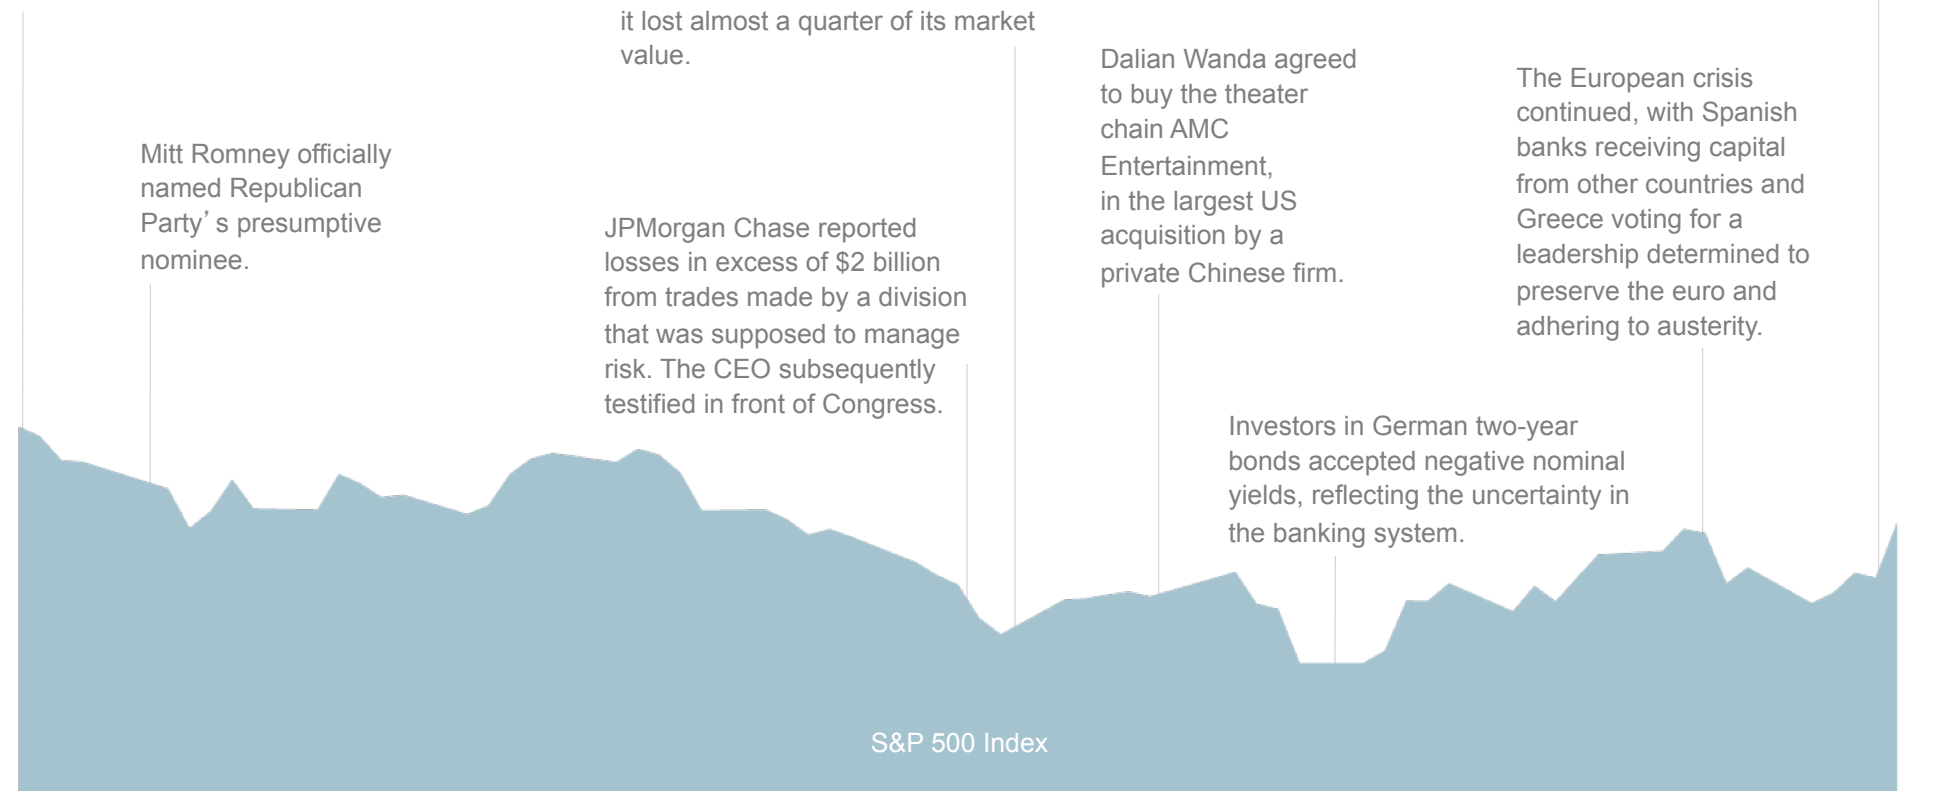 it lost almost a quarter of its market
value.
Mitt Romney officially
named Republican
Party’s presumptive
nominee.
JPMorgan Chase reported
losses in excess of $2 billion
from trades made by a division
that was supposed to manage
risk. The CEO subsequently
testified in front of Congress.
Dalian Wanda agreed
to buy the theater
chain AMC
Entertainment,
in the largest US
acquisition by a
private Chinese firm.
Investors in German two-year
bonds accepted negative nominal
yields, reflecting the uncertainty in
the banking system.
The European crisis
continued, with Spanish
banks receiving capital
from other countries and
Greece voting for a
leadership determined to
preserve the euro and
adhering to austerity.
S&P 500 Index